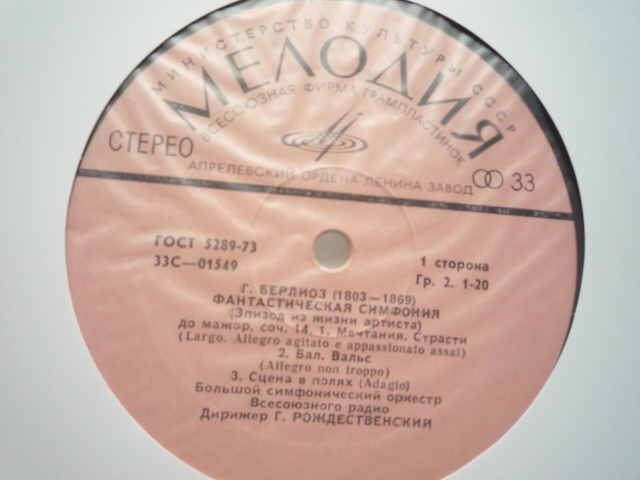 МИНИСТЕРСТВО КУЛЬТУРЫ СССР
МЕЛОДИЯ
ВСЕСОЮЗНАЯ ФИРМА ГРАМПЛАСТИНОК
СТЕРЕО
АПРЕЛЕВСКИЙ ОРДЕНА ЛЕНИНА ЗАВОД
33
ГОСТ 5289-73
33С—01549
1 сторона
Гр. 2. 1-20
Г. БЕРЛИОЗ (1803—1869)
ФАНТАСТИЧЕСКАЯ СИМФОНИЯ
(Эпизод из жизни артиста)
до мажор, соч. 14. 1. Мечтания. Страсти
(Largo. Allegro agitato e appassionato assai)
2. Бал. Вальс
(Allegro non troppo)
3. Сцена в полях (Adagio)
Большой симфонический оркестр
Всесоюзного радио
Дирижер Г. РОЖДЕСТВЕНСКИЙ